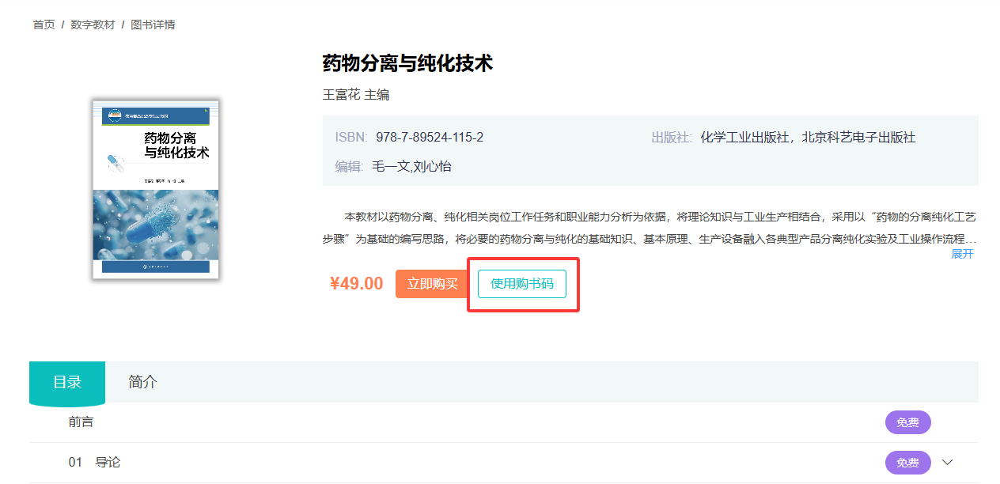 首页 / 数字教材 / 图书详情
药物分离与纯化技术
王富花 主编
ISBN: 978-7-89524-115-2
出版社: 化学工业出版社，北京科艺电子出版社
编辑: 毛一文,刘心怡
药物分离
与纯化技术
本教材以药物分离、纯化相关岗位工作任务和职业能力分析为依据，将理论知识与工业生产相结合，采用以“药物的分离纯化工艺
步骤”为基础的编写思路，将必要的药物分离与纯化的基础知识、基本原理、生产设备融入各典型产品分离纯化实验及工业操作流程…
展开
¥49.00 立即购买 使用购书码
目录 简介
前言 免费
01 导论 免费